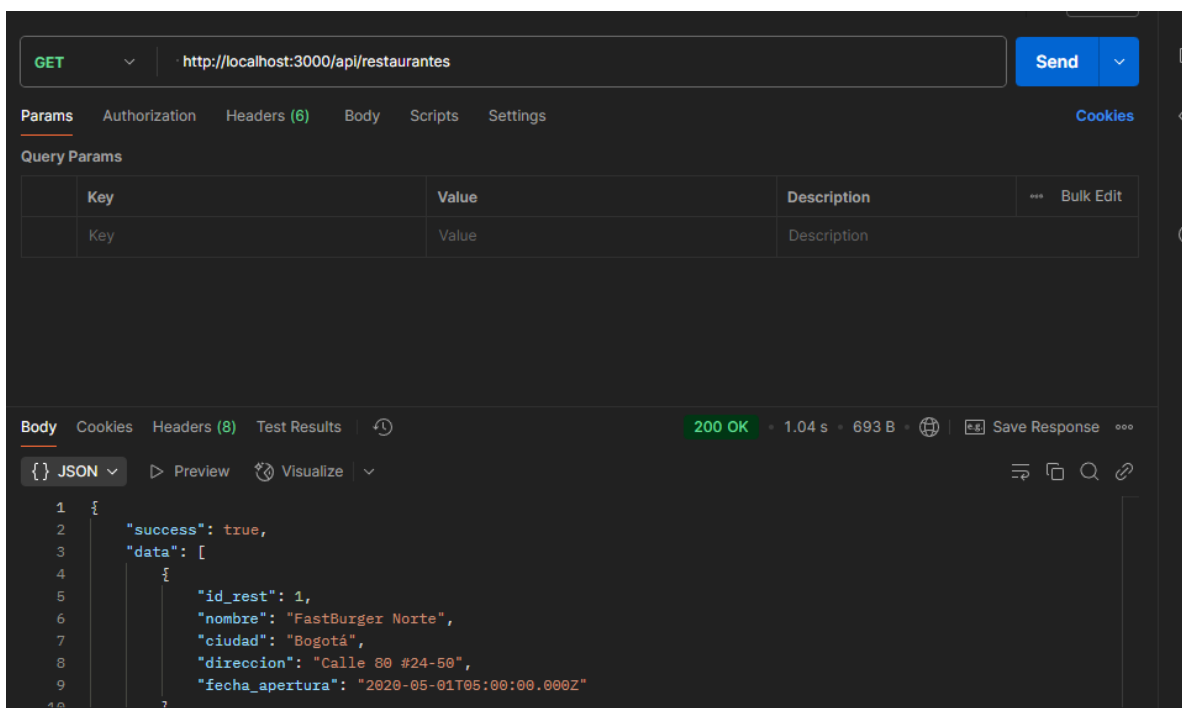 GET http://localhost:3000/api/restaurantes Send
Params Authorization Headers (6) Body Scripts Settings Cookies
Query Params
Key Value Description Bulk Edit
Key Value Description
Body Cookies Headers (8) Test Results 200 OK • 1.04 s • 693 B • e.g. Save Response
{} JSON Preview Visualize
1 {
2 "success": true,
3 "data": [
4 {
5 "id_rest": 1,
6 "nombre": "FastBurger Norte",
7 "ciudad": "Bogotá",
8 "direccion": "Calle 80 #24-50",
9 "fecha_apertura": "2020-05-01T05:00:00.000Z"
10 }